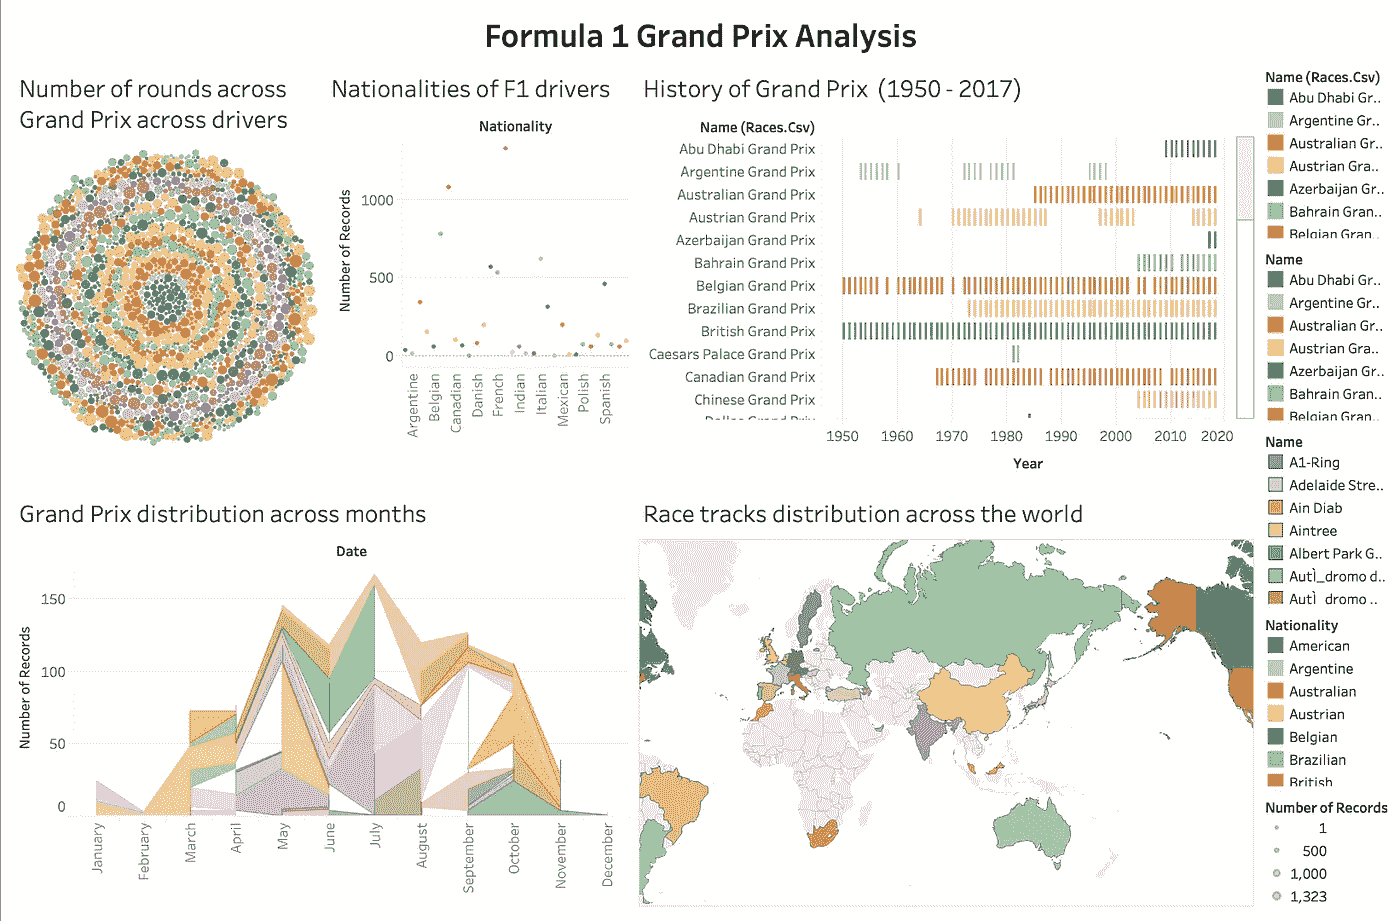 Formula 1 Grand Prix Analysis
Number of rounds across
Grand Prix across drivers
Nationalities of F1 drivers
Nationality
Number of Records
1000
500
0
Argentine
Belgian
Canadian
Danish
French
Indian
Italian
Mexican
Polish
Spanish
History of Grand Prix (1950 - 2017)
Name (Races.Csv)
Abu Dhabi Grand Prix
Argentine Grand Prix
Australian Grand Prix
Austrian Grand Prix
Azerbaijan Grand Prix
Bahrain Grand Prix
Belgian Grand Prix
Brazilian Grand Prix
British Grand Prix
Caesars Palace Grand Prix
Canadian Grand Prix
Chinese Grand Prix
Dallas Grand Prix
1950 1960 1970 1980 1990 2000 2010 2020
Year
Grand Prix distribution across months
Date
Number of Records
150
100
50
0
January
February
March
April
May
June
July
August
September
October
November
December
Race tracks distribution across the world
Name (Races.Csv)
Abu Dhabi Gr..
Argentine Gr..
Australian Gr..
Austrian Gra..
Azerbaijan Gr..
Bahrain Gran..
Belgian Gran..
Name
Abu Dhabi Gr..
Argentine Gr..
Australian Gr..
Austrian Gra..
Azerbaijan Gr..
Bahrain Gran..
Belgian Gran..
Name
A1-Ring
Adelaide Stre..
Ain Diab
Aintree
Albert Park G..
AutÌ_dromo d..
AutÌ dromo ..
Nationality
American
Argentine
Australian
Austrian
Belgian
Brazilian
British
Number of Records
1
500
1,000
1,323